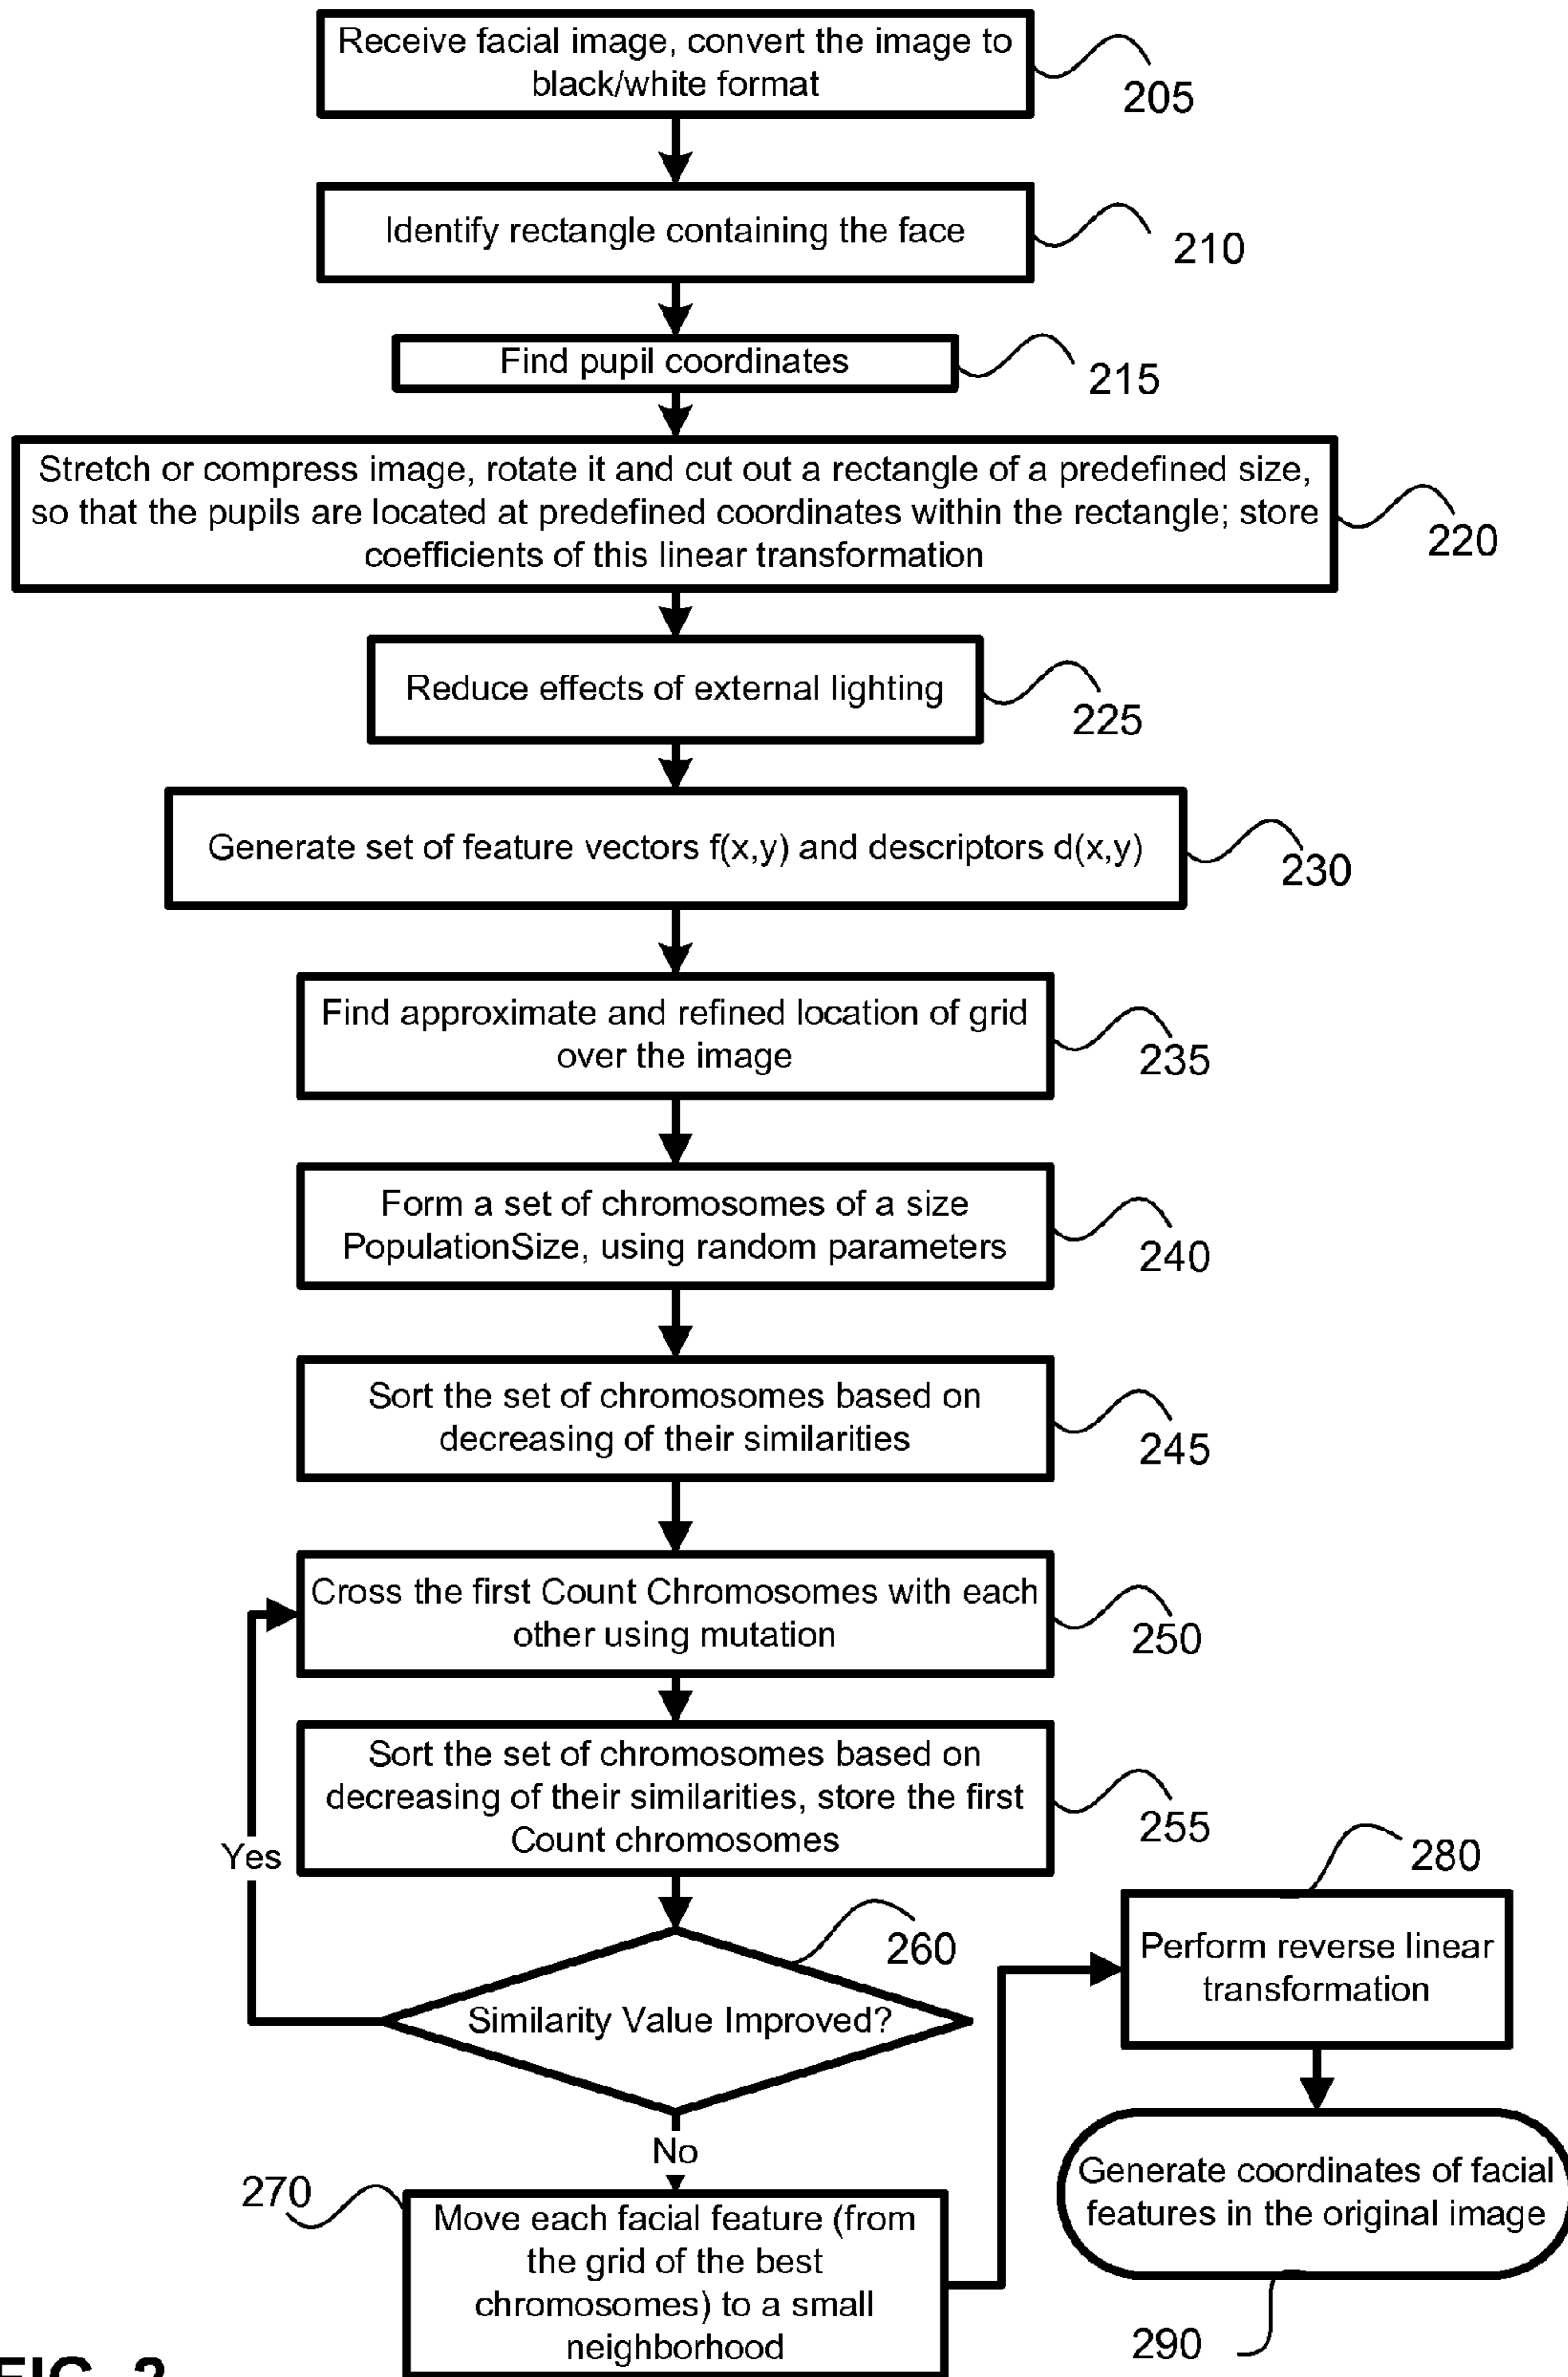 Receive facial image, convert the image to
black/white format
205
Identify rectangle containing the face
210
Find pupil coordinates
215
Stretch or compress image, rotate it and cut out a rectangle of a predefined size,
so that the pupils are located at predefined coordinates within the rectangle; store
coefficients of this linear transformation
220
Reduce effects of external lighting
225
Generate set of feature vectors f(x,y) and descriptors d(x,y)
230
Find approximate and refined location of grid
over the image
235
Form a set of chromosomes of a size
PopulationSize, using random parameters
240
Sort the set of chromosomes based on
decreasing of their similarities
245
Cross the first Count Chromosomes with each
other using mutation
250
Sort the set of chromosomes based on
decreasing of their similarities, store the first
Count chromosomes
255
Yes
260
Similarity Value Improved?
No
270
Move each facial feature (from
the grid of the best
chromosomes) to a small
neighborhood
280
Perform reverse linear
transformation
Generate coordinates of facial
features in the original image
290
FIG. 2